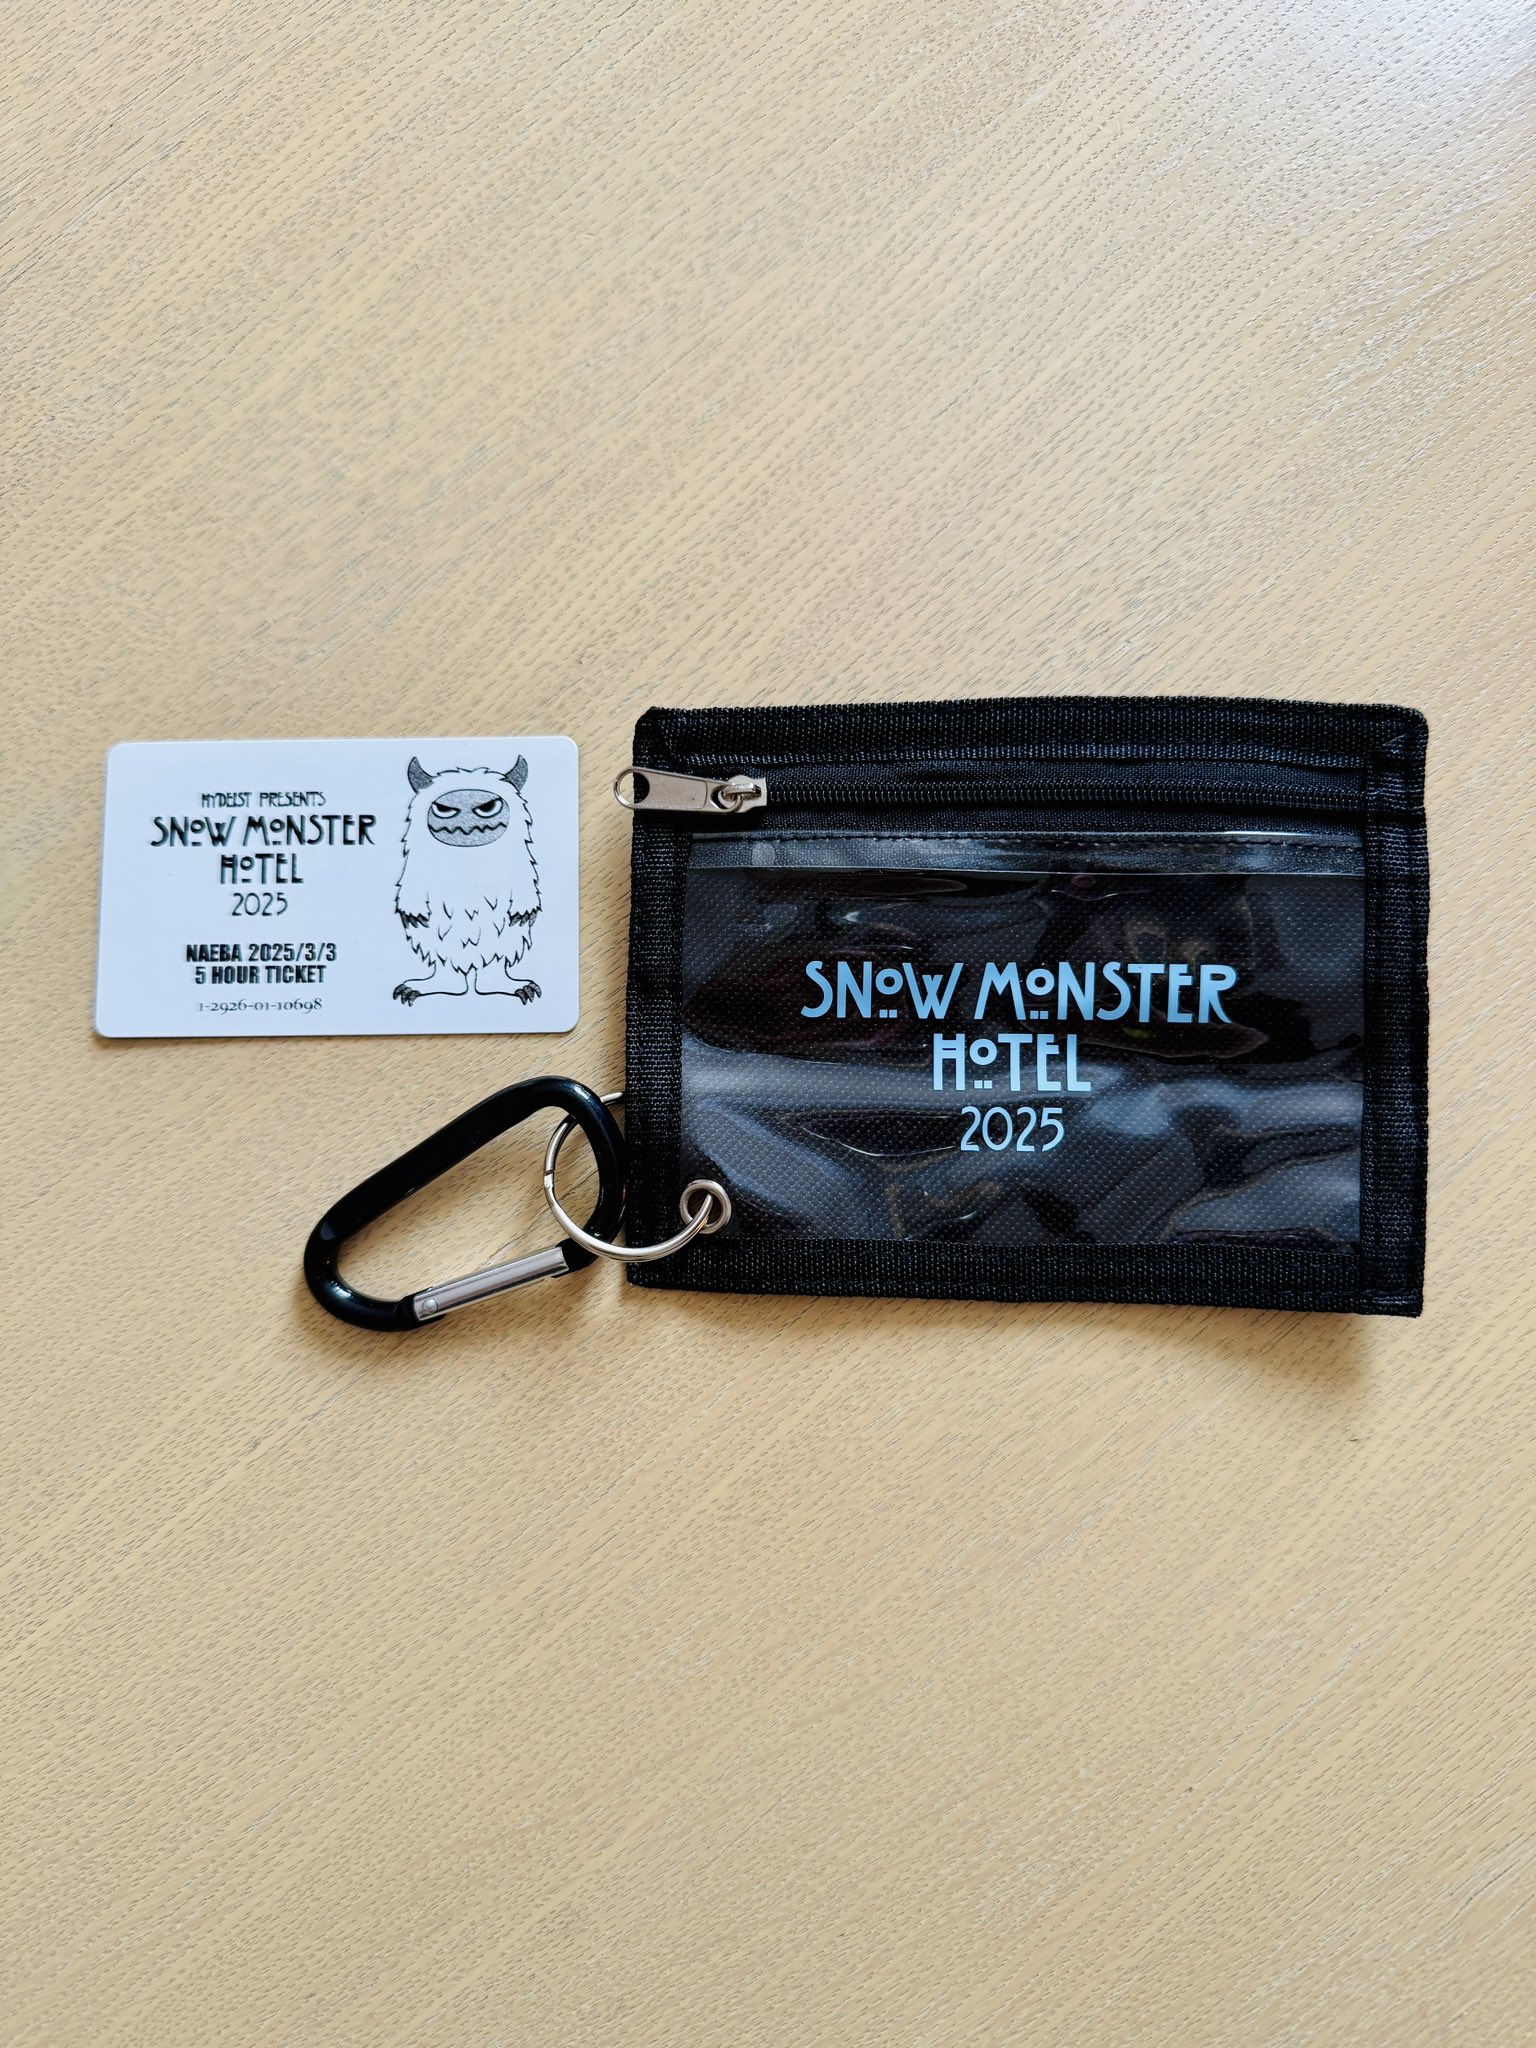 HYDEIST PRESENTS
SNOW MONSTER
HOTEL
2025
NAEBA 2025/3/3
5 HOUR TICKET
1-2926-01-10698
SNOW MONSTER
HOTEL
2025